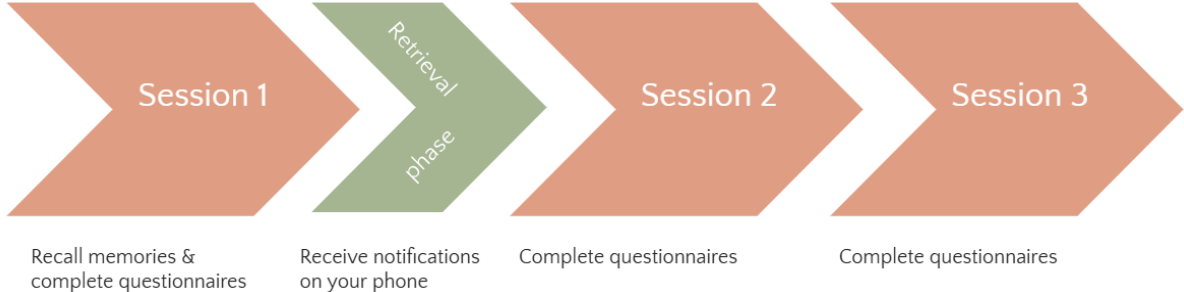 Session 1
Retrieval
phase
Session 2
Session 3
Recall memories &
complete questionnaires
Receive notifications
on your phone
Complete questionnaires
Complete questionnaires